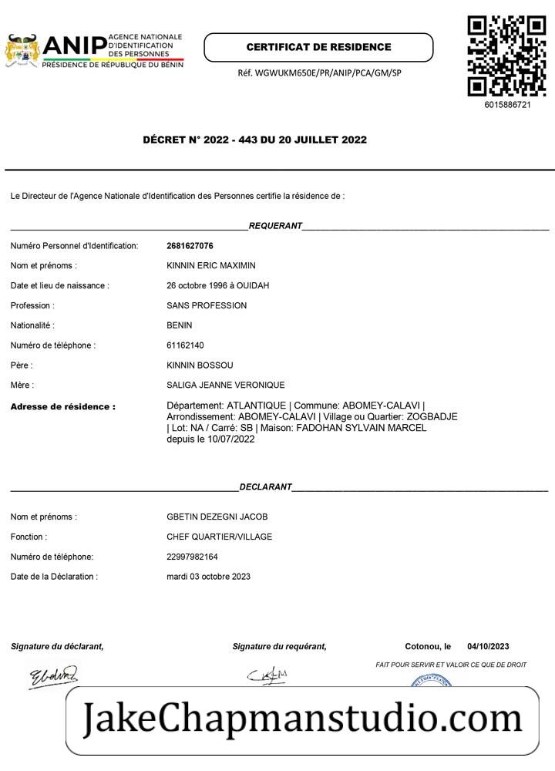 ANIP AGENCE NATIONALE
D'IDENTIFICATION
DES PERSONNES
PRÉSIDENCE DE RÉPUBLIQUE DU BÉNIN
CERTIFICAT DE RESIDENCE
Réf. WGWUKM650E/PR/ANIP/PCA/GM/SP
6015886721
DÉCRET N° 2022 - 443 DU 20 JUILLET 2022
Le Directeur de l'Agence Nationale d'Identification des Personnes certifie la résidence de :
REQUERANT
Numéro Personnel d'Identification: 2681627076
Nom et prénoms : KINNIN ERIC MAXIMIN
Date et lieu de naissance : 26 octobre 1996 à OUIDAH
Profession : SANS PROFESSION
Nationalité : BENIN
Numéro de téléphone : 61162140
Père : KINNIN BOSSOU
Mère : SALIGA JEANNE VERONIQUE
Adresse de résidence : Département: ATLANTIQUE | Commune: ABOMEY-CALAVI |
Arrondissement: ABOMEY-CALAVI | Village ou Quartier: ZOGBADJE
| Lot: NA / Carré: SB | Maison: FADOHAN SYLVAIN MARCEL
depuis le 10/07/2022
DECLARANT
Nom et prénoms : GBETIN DEZEGNI JACOB
Fonction : CHEF QUARTIER/VILLAGE
Numéro de téléphone: 22997982164
Date de la Déclaration : mardi 03 octobre 2023
Signature du déclarant, Signature du requérant, Cotonou, le 04/10/2023
FAIT POUR SERVIR ET VALOIR CE QUE DE DROIT
JakeChapmanstudio.com